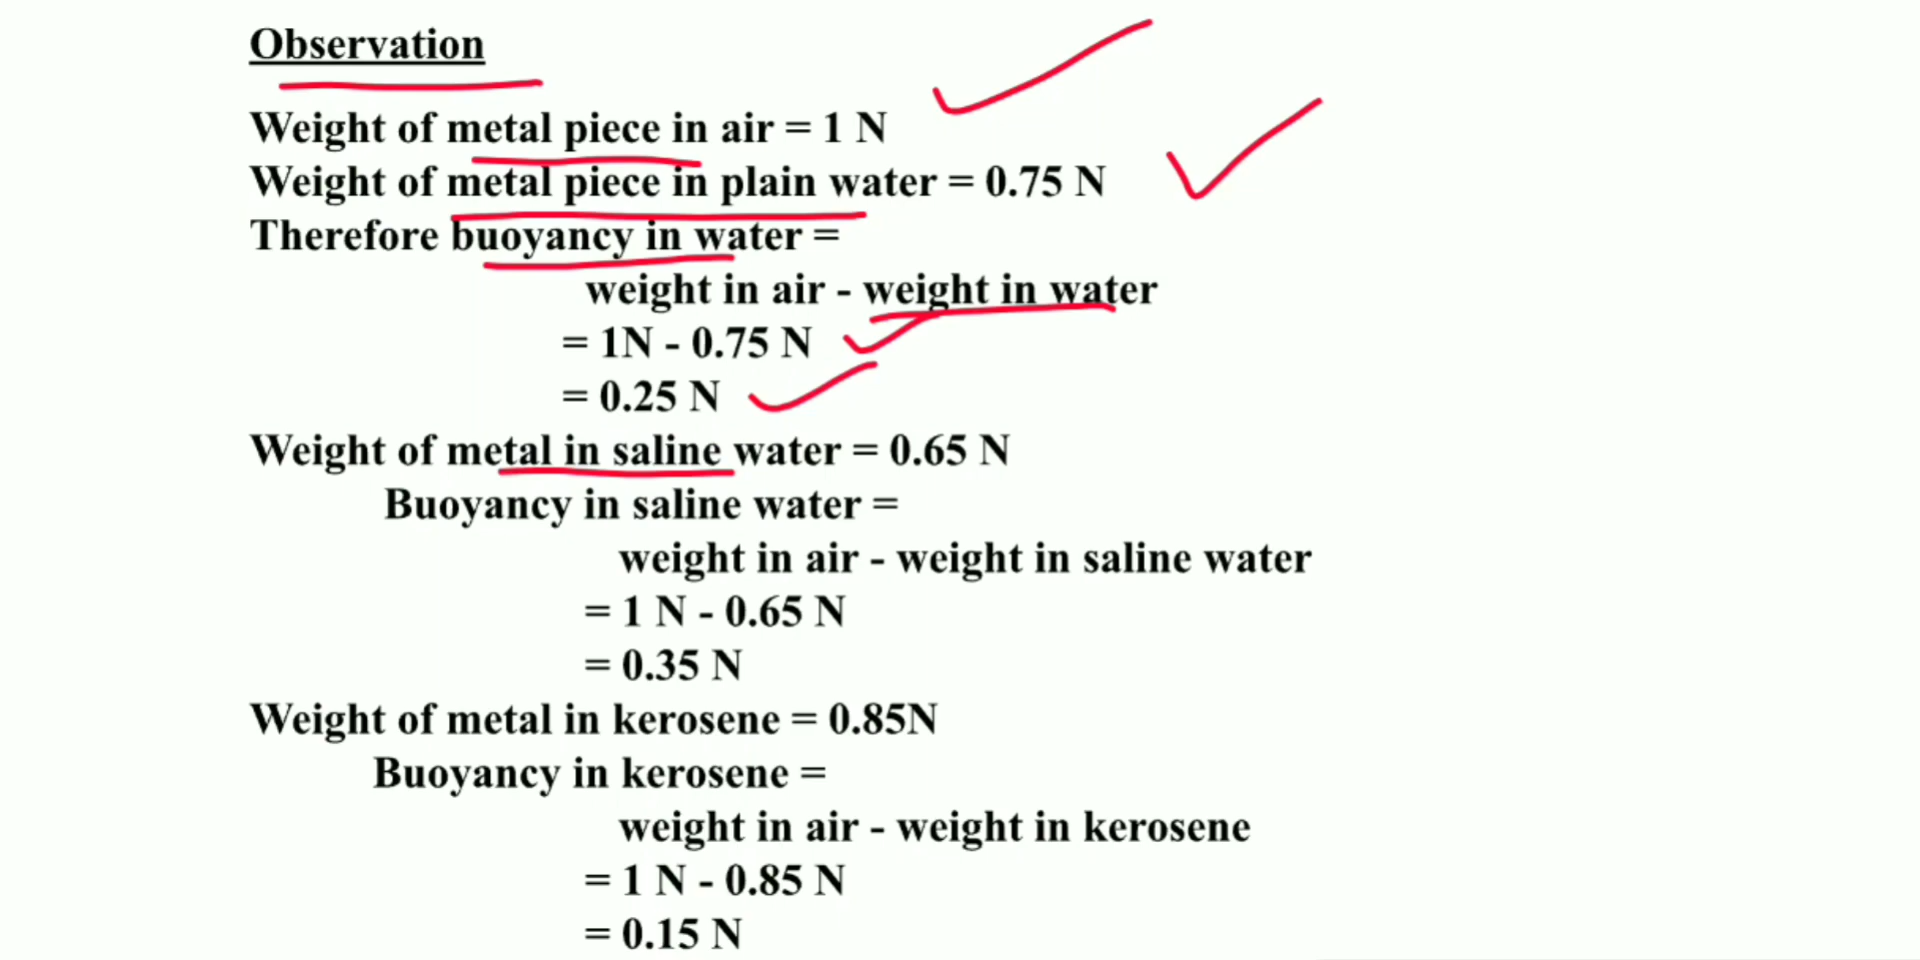 Observation
Weight of metal piece in air = 1 N
Weight of metal piece in plain water = 0.75 N
Therefore buoyancy in water =
weight in air - weight in water
= 1N - 0.75 N
= 0.25 N
Weight of metal in saline water = 0.65 N
Buoyancy in saline water =
weight in air - weight in saline water
= 1 N - 0.65 N
= 0.35 N
Weight of metal in kerosene = 0.85N
Buoyancy in kerosene =
weight in air - weight in kerosene
= 1 N - 0.85 N
= 0.15 N